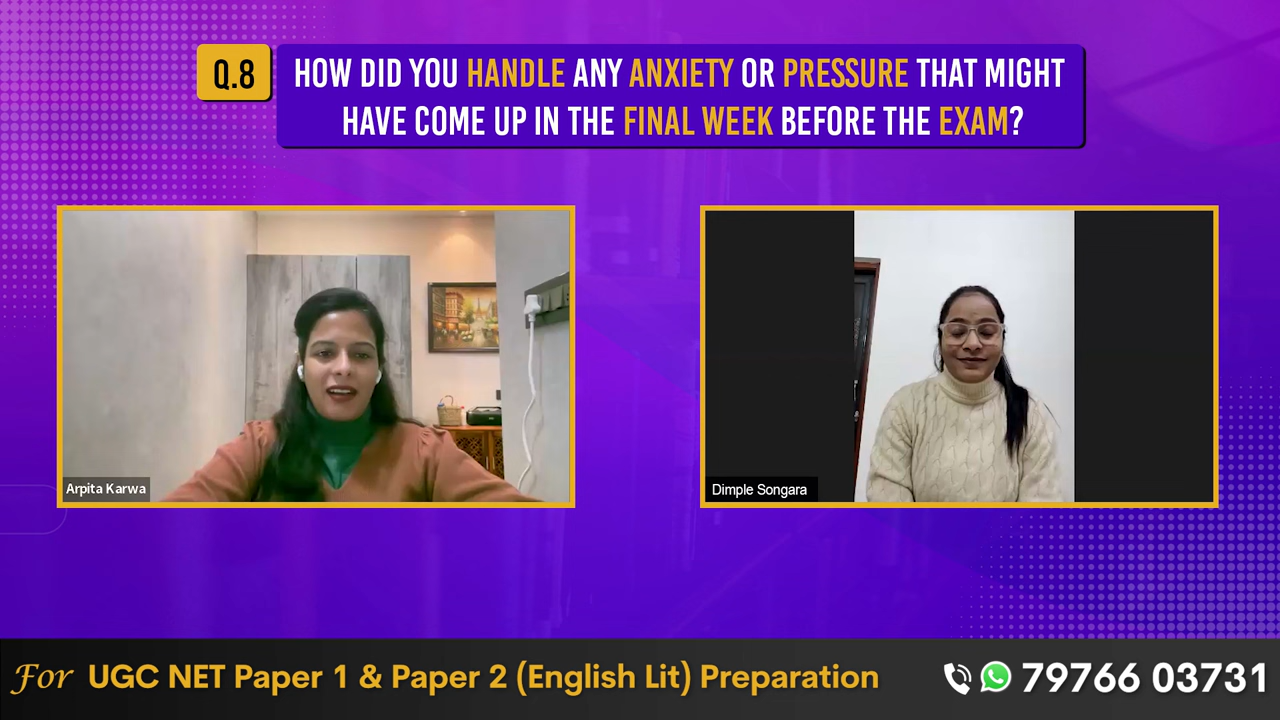 Q.8
HOW DID YOU HANDLE ANY ANXIETY OR PRESSURE THAT MIGHT
HAVE COME UP IN THE FINAL WEEK BEFORE THE EXAM?
Arpita Karwa
Dimple Songara
For UGC NET Paper 1 & Paper 2 (English Lit) Preparation
79766 03731